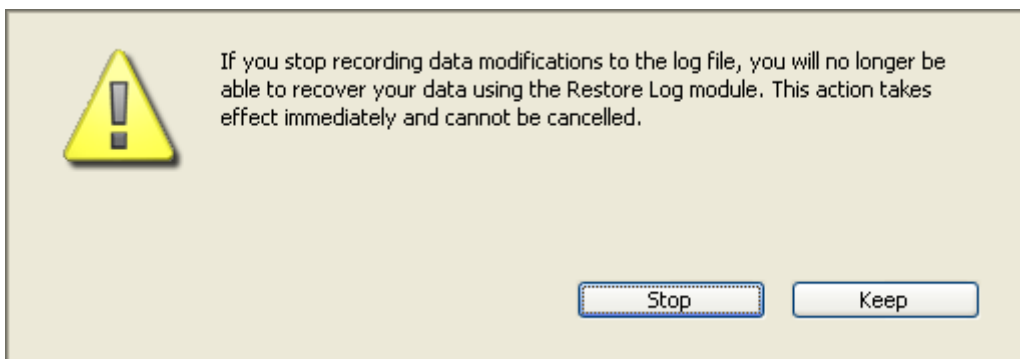 If you stop recording data modifications to the log file, you will no longer be
able to recover your data using the Restore Log module. This action takes
effect immediately and cannot be cancelled.
Stop
Keep